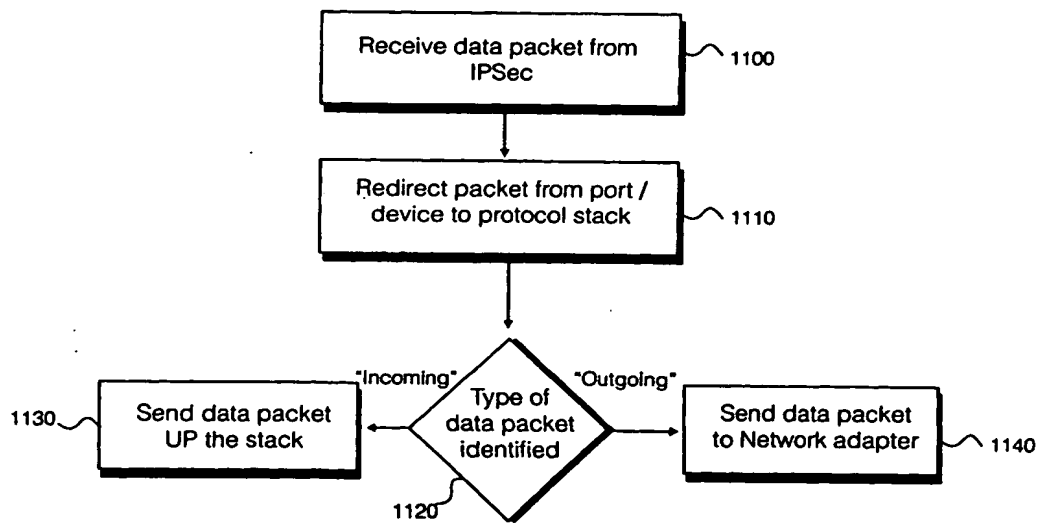 Receive data packet from
IPSec
1100
Redirect packet from port /
device to protocol stack
1110
"Incoming"
"Outgoing"
Type of
data packet
identified
1120
1130
Send data packet
UP the stack
Send data packet
to Network adapter
1140